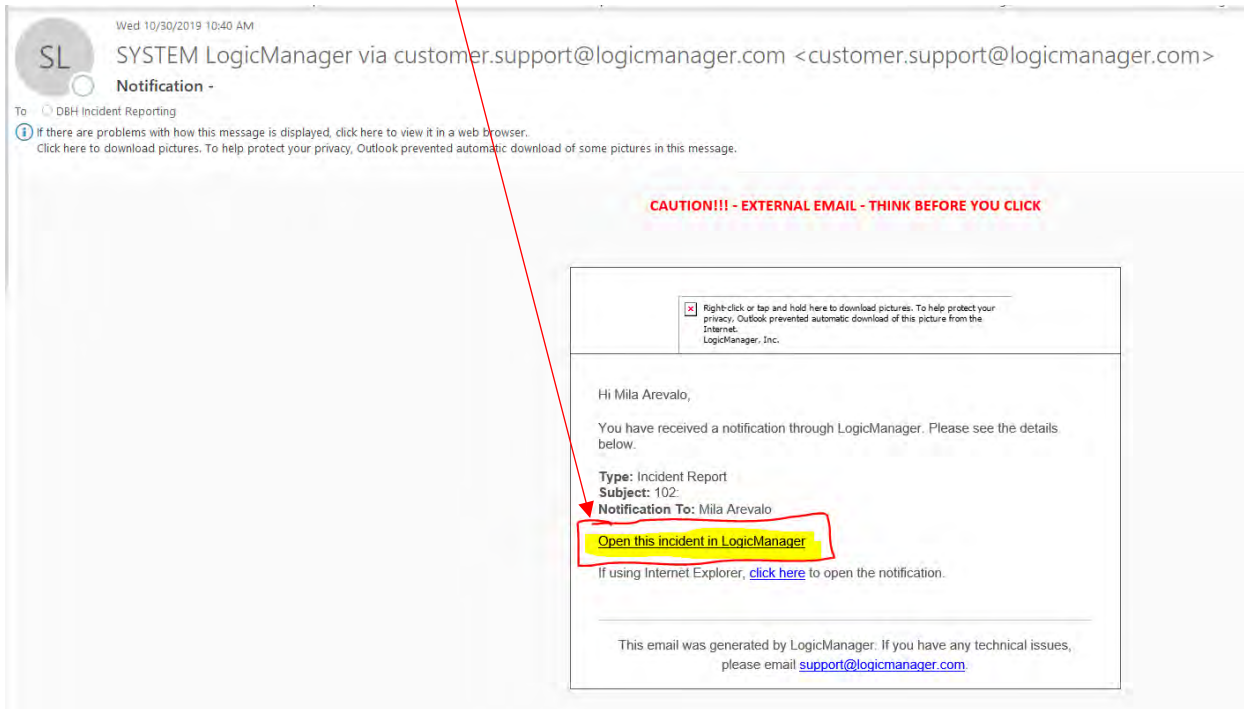 Wed 10/30/2019 10:40 AM
SL
SYSTEM LogicManager via customer.support@logicmanager.com <customer.support@logicmanager.com>
Notification -
To DBH Incident Reporting
If there are problems with how this message is displayed, click here to view it in a web browser.
Click here to download pictures. To help protect your privacy, Outlook prevented automatic download of some pictures in this message.
CAUTION!!! - EXTERNAL EMAIL - THINK BEFORE YOU CLICK
Right-click or tap and hold here to download pictures. To help protect your
privacy, Outlook prevented automatic download of this picture from the
Internet.
LogicManager, Inc.
Hi Mila Arevalo,
You have received a notification through LogicManager. Please see the details
below.
Type: Incident Report
Subject: 102:
Notification To: Mila Arevalo
Open this incident in LogicManager
If using Internet Explorer, click here to open the notification.
This email was generated by LogicManager. If you have any technical issues,
please email support@logicmanager.com.